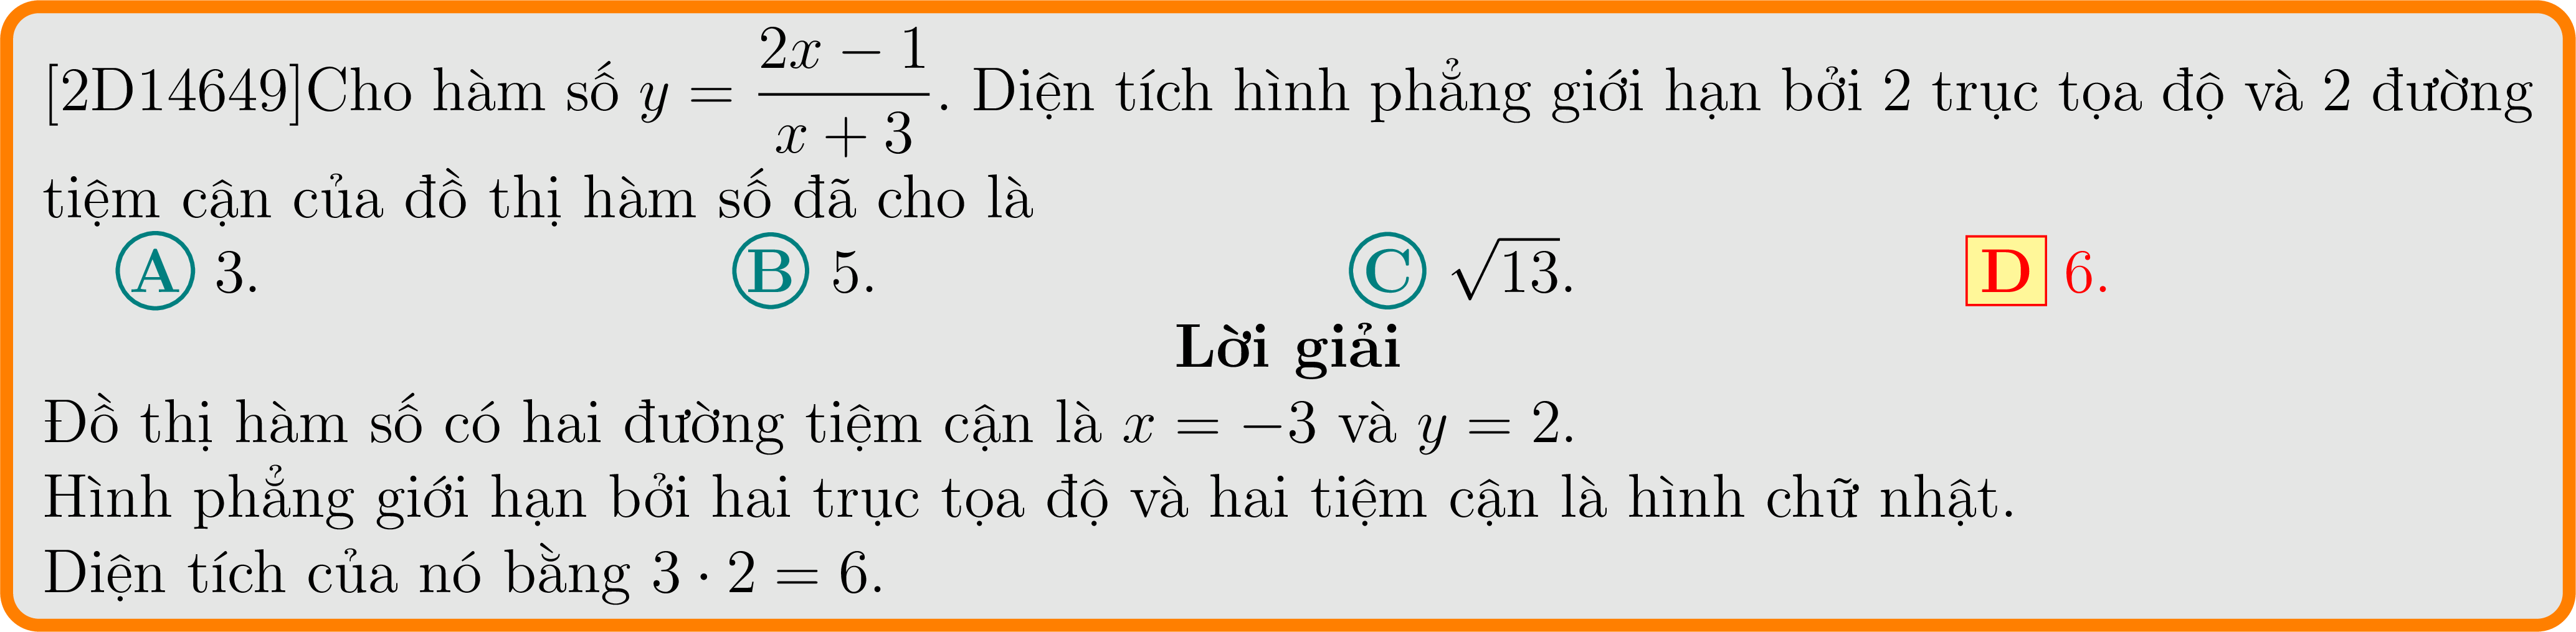 [2D14649]Cho hàm số $y = \dfrac{2x - 1}{x + 3}$. Diện tích hình phẳng giới hạn bởi 2 trục tọa độ và 2 đường
tiệm cận của đồ thị hàm số đã cho là
A 3. B 5. C $\sqrt{13}$. D 6.
Lời giải
Đồ thị hàm số có hai đường tiệm cận là $x = -3$ và $y = 2$.
Hình phẳng giới hạn bởi hai trục tọa độ và hai tiệm cận là hình chữ nhật.
Diện tích của nó bằng $3 \cdot 2 = 6$.